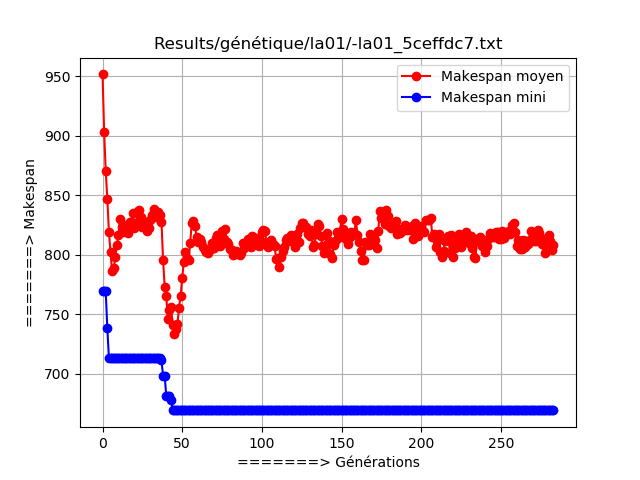 Results/génétique/la01/-la01_5ceffdc7.txt
Makespan moyen
Makespan mini
=======> Makespan
950
900
850
800
750
700
0 50 100 150 200 250
=======> Générations